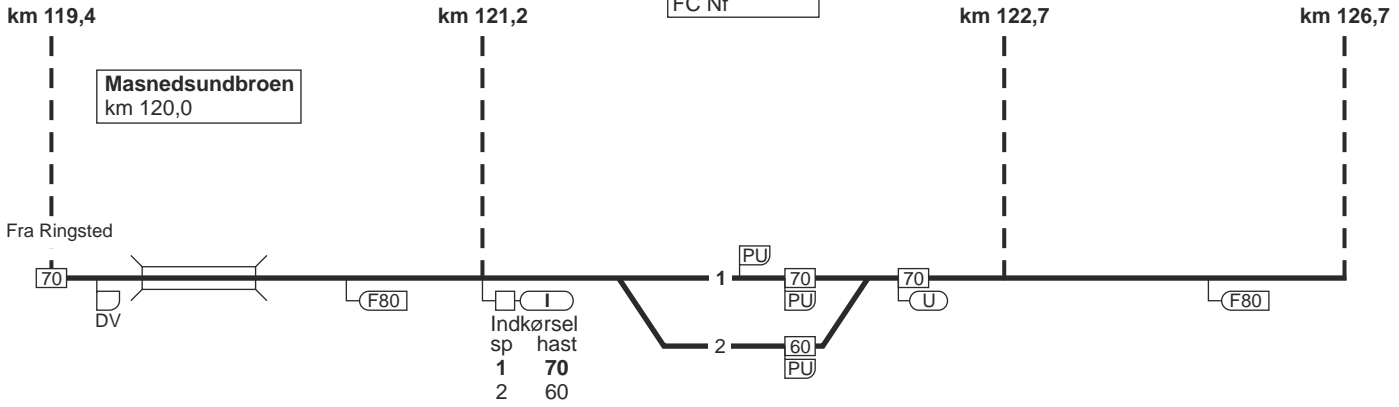 FC Nf
km 119,4
km 121,2
km 122,7
km 126,7
Masnedsundbroen
km 120,0
Fra Ringsted
PU
70
1
70
70
DV
F80
I
PU
U
F80
Indkørsel
sp hast
2
60
1 70
PU
2 60